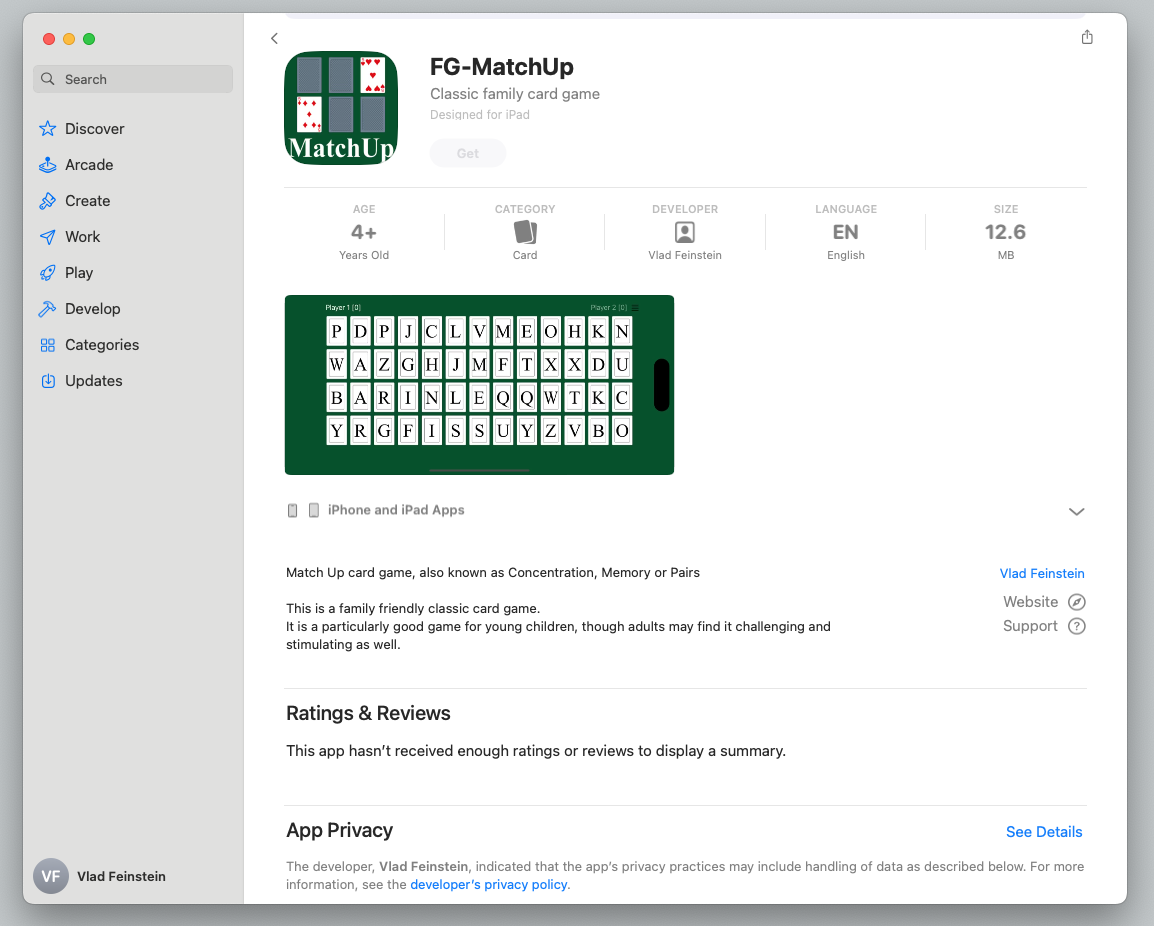 Search
Discover
Arcade
Create
Work
Play
Develop
Categories
Updates
VF Vlad Feinstein
MatchUp
FG-MatchUp
Classic family card game
Designed for iPad
Get
AGE
4+
Years Old
CATEGORY
Card
DEVELOPER
Vlad Feinstein
LANGUAGE
EN
English
SIZE
12.6
MB
Player 1 [0] Player 2 [0]
P D P J C L V M E O H K N
W A Z G H J M F T X X D U
B A R I N L E Q Q W T K C
Y R G F I S S U Y Z V B O
iPhone and iPad Apps
Match Up card game, also known as Concentration, Memory or Pairs
This is a family friendly classic card game.
It is a particularly good game for young children, though adults may find it challenging and
stimulating as well.
Vlad Feinstein
Website
Support
Ratings & Reviews
This app hasn’t received enough ratings or reviews to display a summary.
App Privacy
See Details
The developer, Vlad Feinstein, indicated that the app’s privacy practices may include handling of data as described below. For more
information, see the developer’s privacy policy.